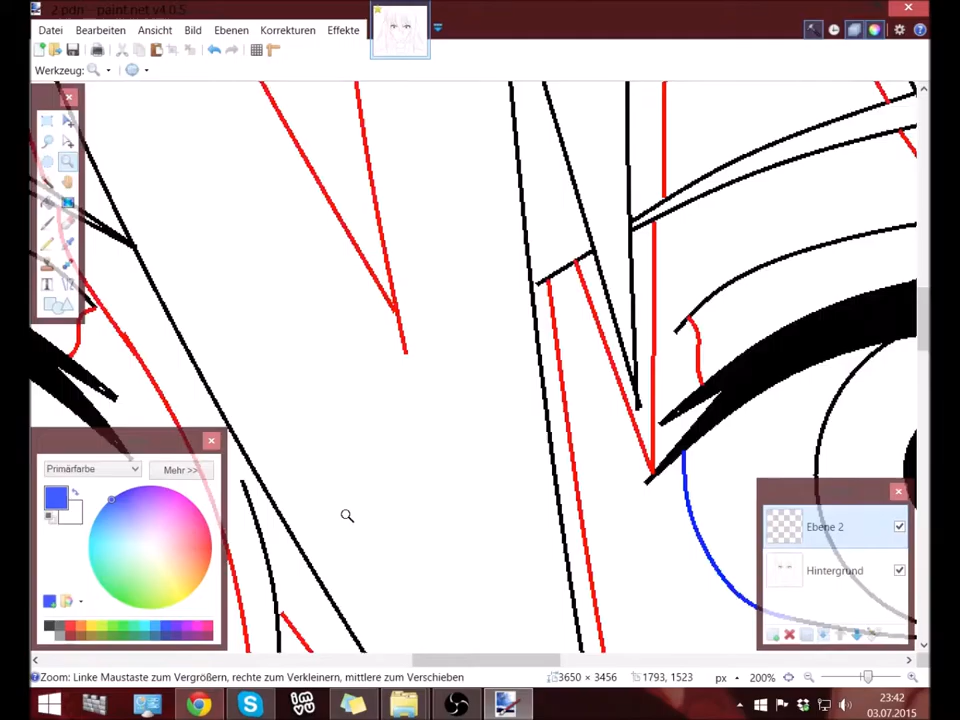 2.pdn - paint.net v4.0.5
Datei Bearbeiten Ansicht Bild Ebenen Korrekturen Effekte
Werkzeug:
Primärfarbe Mehr >>
Ebene 2
Hintergrund
Zoom: Linke Maustaste zum Vergrößern, rechte zum Verkleinern, mittlere zum Verschieben 3650 × 3456 1793, 1523 px 200%
imvu
23:42
03.07.2015